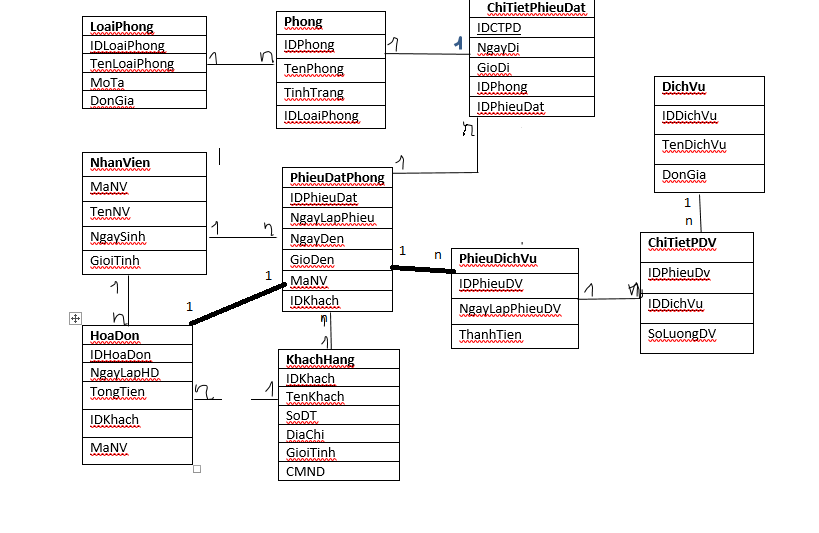 LoaiPhong
IDLoaiPhong
TenLoaiPhong
MoTa
DonGia
1
n
Phong
IDPhong
TenPhong
TinhTrang
IDLoaiPhong
1
1
ChiTietPhieuDat
IDCTPD
NgayDi
GioDi
IDPhong
IDPhieuDat
n
1
DichVu
IDDichVu
TenDichVu
DonGia
1
n
NhanVien
MaNV
TenNV
NgaySinh
GioiTinh
1
n
1
n
PhieuDatPhong
IDPhieuDat
NgayLapPhieu
NgayDen
GioDen
MaNV
IDKhach
1
n
1
1
n
1
PhieuDichVu
IDPhieuDV
NgayLapPhieuDV
ThanhTien
1
n
ChiTietPDV
IDPhieuDv
IDDichVu
SoLuongDV
HoaDon
IDHoaDon
NgayLapHD
TongTien
IDKhach
MaNV
n
1
KhachHang
IDKhach
TenKhach
SoDT
DiaChi
GioiTinh
CMND